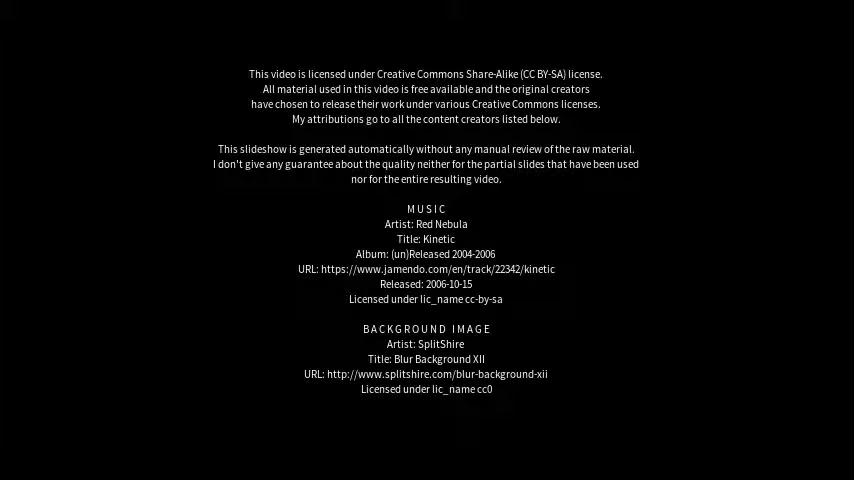 This video is licensed under Creative Commons Share-Alike (CC BY-SA) license.
All material used in this video is free available and the original creators
have chosen to release their work under various Creative Commons licenses.
My attributions go to all the content creators listed below.
This slideshow is generated automatically without any manual review of the raw material.
I don't give any guarantee about the quality neither for the partial slides that have been used
nor for the entire resulting video.
MUSIC
Artist: Red Nebula
Title: Kinetic
Album: (un)Released 2004-2006
URL: https://www.jamendo.com/en/track/22342/kinetic
Released: 2006-10-15
Licensed under lic_name cc-by-sa
BACKGROUND IMAGE
Artist: SplitShire
Title: Blur Background XII
URL: http://www.splitshire.com/blur-background-xii
Licensed under lic_name cc0